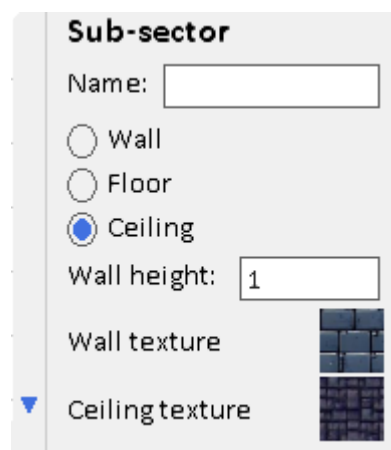 Sub-sector
Name:
Wall
Floor
Ceiling
Wall height: 1
Wall texture
Ceiling texture